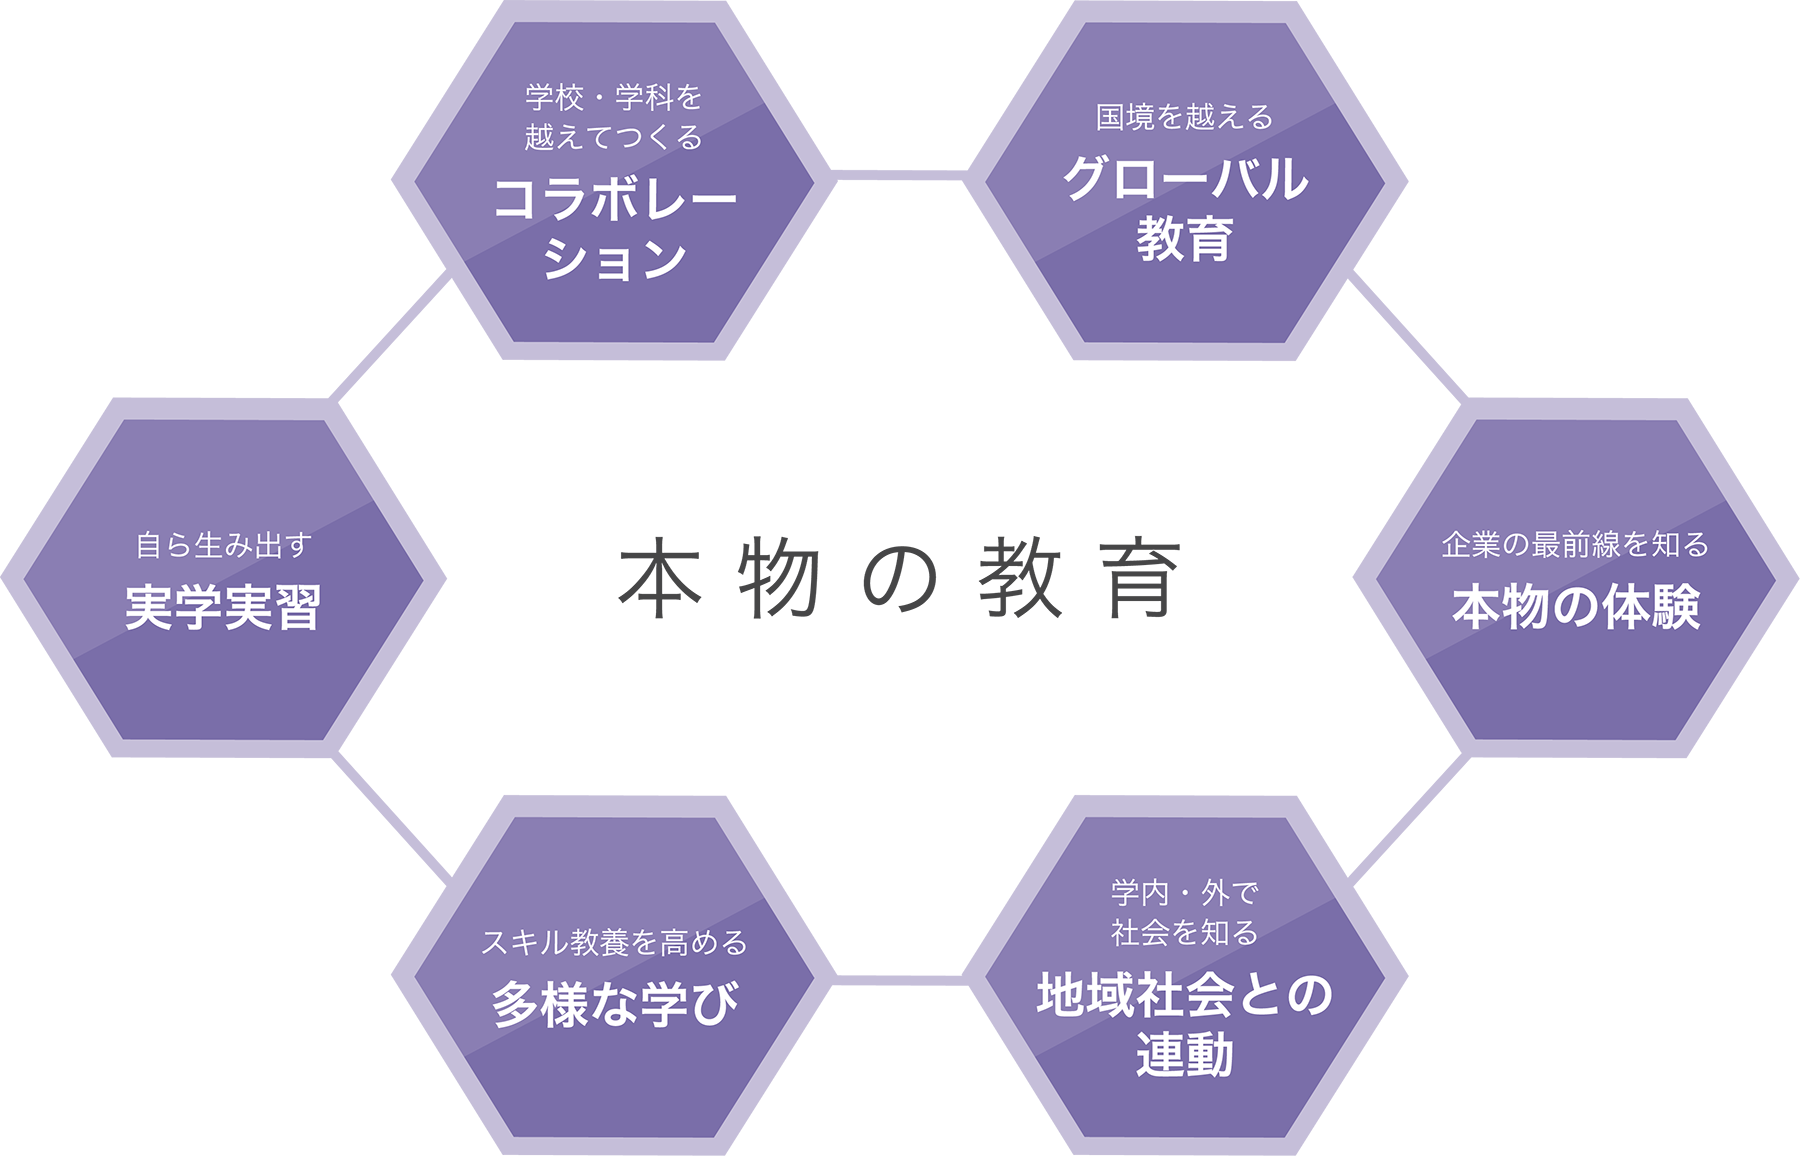 学校・学科を
越えてつくる
コラボレー
ション
国境を越える
グローバル
教育
自ら生み出す
実学実習
本物の教育
企業の最前線を知る
本物の体験
スキル教養を高める
多様な学び
学内・外で
社会を知る
地域社会との
連動